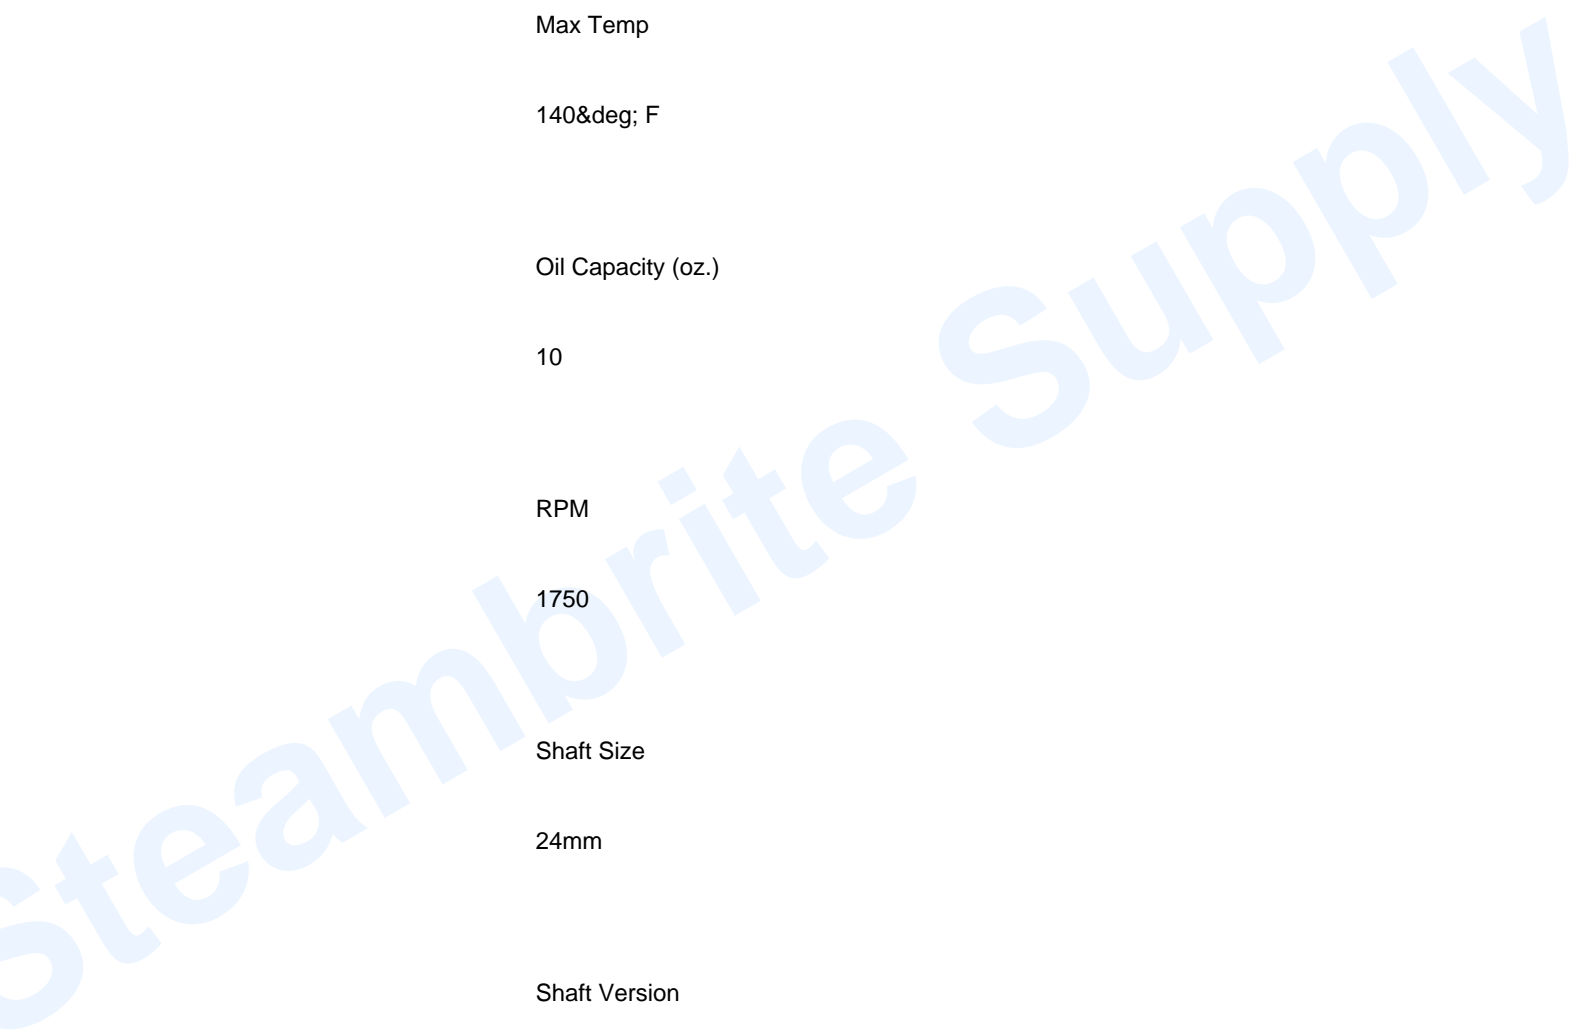 Max Temp
140&deg; F
Oil Capacity (oz.)
10
RPM
1750
Shaft Size
24mm
Shaft Version
Steambrite Supply